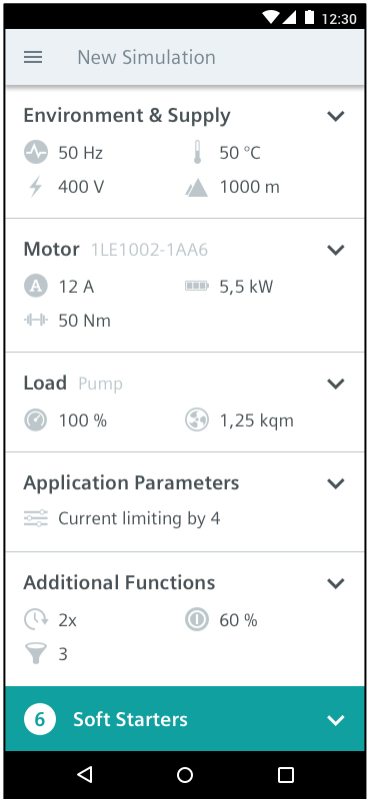 12:30
New Simulation
Environment & Supply
50 Hz 50 °C
400 V 1000 m
Motor 1LE1002-1AA6
A 12 A 5,5 kW
50 Nm
Load Pump
100 % 1,25 kqm
Application Parameters
Current limiting by 4
Additional Functions
2x 60 %
3
6 Soft Starters